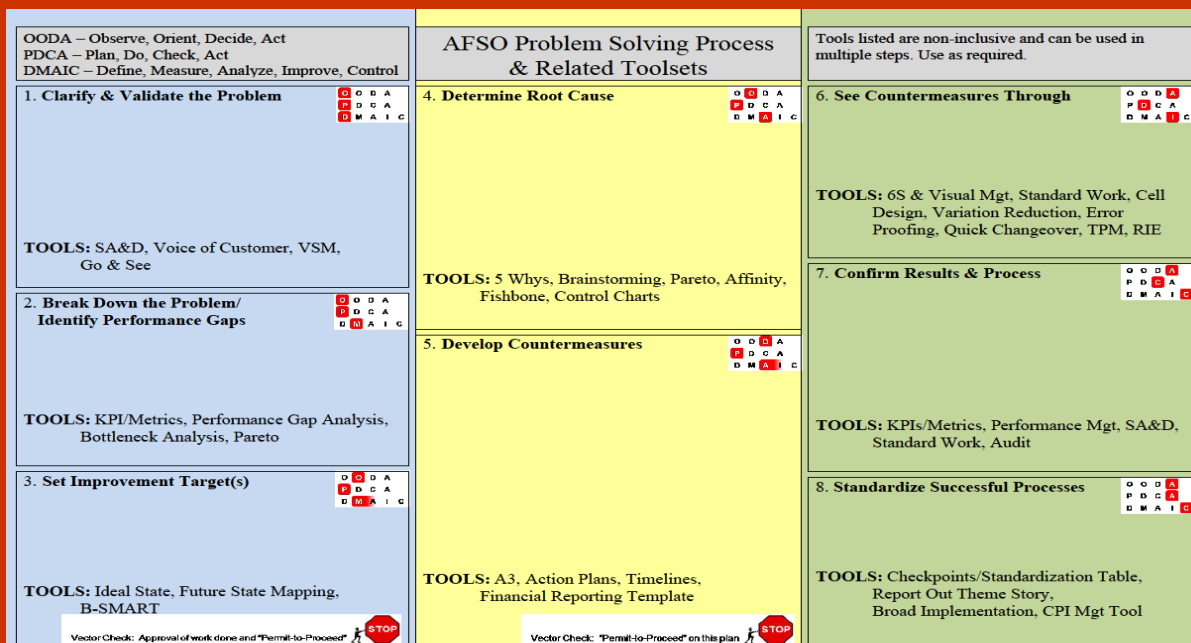 OODA – Observe, Orient, Decide, Act
PDCA – Plan, Do, Check, Act
DMAIC – Define, Measure, Analyze, Improve, Control
1. Clarify & Validate the Problem
O O D A
P D C A
D M A I C
TOOLS: SA&D, Voice of Customer, VSM,
Go & See
2. Break Down the Problem/
Identify Performance Gaps
O O D A
P D C A
D M A I C
TOOLS: KPI/Metrics, Performance Gap Analysis,
Bottleneck Analysis, Pareto
3. Set Improvement Target(s)
O O D A
P D C A
D M A I C
TOOLS: Ideal State, Future State Mapping,
B-SMART
Vector Check: Approval of work done and "Permit-to-Proceed"
STOP
AFSO Problem Solving Process
& Related Toolsets
4. Determine Root Cause
O O D A
P D C A
D M A I C
TOOLS: 5 Whys, Brainstorming, Pareto, Affinity,
Fishbone, Control Charts
5. Develop Countermeasures
O O D A
P D C A
D M A I C
TOOLS: A3, Action Plans, Timelines,
Financial Reporting Template
Vector Check: "Permit-to-Proceed" on this plan
STOP
Tools listed are non-inclusive and can be used in
multiple steps. Use as required.
6. See Countermeasures Through
O O D A
P D C A
D M A I C
TOOLS: 6S & Visual Mgt, Standard Work, Cell
Design, Variation Reduction, Error
Proofing, Quick Changeover, TPM, RIE
7. Confirm Results & Process
O O D A
P D C A
D M A I C
TOOLS: KPIs/Metrics, Performance Mgt, SA&D,
Standard Work, Audit
8. Standardize Successful Processes
O O D A
P D C A
D M A I C
TOOLS: Checkpoints/Standardization Table,
Report Out Theme Story,
Broad Implementation, CPI Mgt Tool